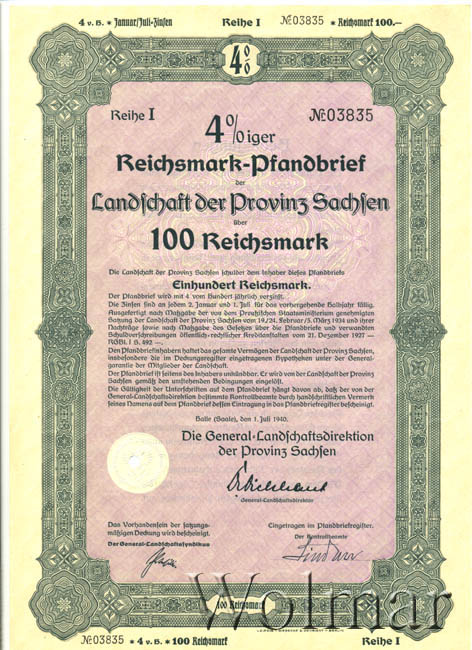 4 v. H. * Januar/Juli-Zinsen Reihe I № 03835 * Reichsmark 100.—
4%
Reihe I № 03835
4%iger
Reichsmark-Pfandbrief
der
Landschaft der Provinz Sachsen
über
100 Reichsmark
Die Landschaft der Provinz Sachsen schuldet dem Inhaber dieses Pfandbriefs
Einhundert Reichsmark.
Der Pfandbrief wird mit 4 vom Hundert jährlich verzinst.
Die Zinsen sind an jedem 2. Januar und 1. Juli für das vorhergehende Halbjahr fällig.
Ausgefertigt nach Maßgabe der von dem Preußischen Staatsministerium genehmigten
Satzung der Landschaft der Provinz Sachsen vom 19./24. Februar/5. März 1934 und ihrer
Nachträge sowie nach Maßgabe des Gesetzes über die Pfandbriefe und verwandten
Schuldverschreibungen öffentlich-rechtlicher Kreditanstalten vom 21. Dezember 1927 —
RGBl. I S. 492 —.
Den Pfandbriefinhabern haftet das gesamte Vermögen der Landschaft der Provinz Sachsen,
insbesondere die im Deckungsregister eingetragenen Hypotheken unter der General-
garantie der Mitglieder der Landschaft.
Der Pfandbrief ist seitens des Inhabers unkündbar. Er wird von der Landschaft der Provinz
Sachsen gemäß den umstehenden Bedingungen eingelöst.
Die Gültigkeit der Unterschriften auf dem Pfandbrief hängt davon ab, daß der von der
Generallandschaftsdirektion bestimmte Kontrollbeamte durch handschriftlichen Vermerk
seines Namens auf dem Pfandbrief dessen Eintragung in das Pfandbriefregister bescheinigt.
Halle (Saale), den 1. Juli 1940.
Die General-Landschaftsdirektion
der Provinz Sachsen
General-Landschaftsdirektor
Das Vorhandensein der satzungs-
mäßigen Deckung wird bescheinigt.
Der General-Landschaftssyndikus
Eingetragen im Pfandbriefregister.
Der Kontrollbeamte
Wolmar
100 Reichsmark
№ 03835 * 4 v. H. * 100 Reichsmark Reihe I